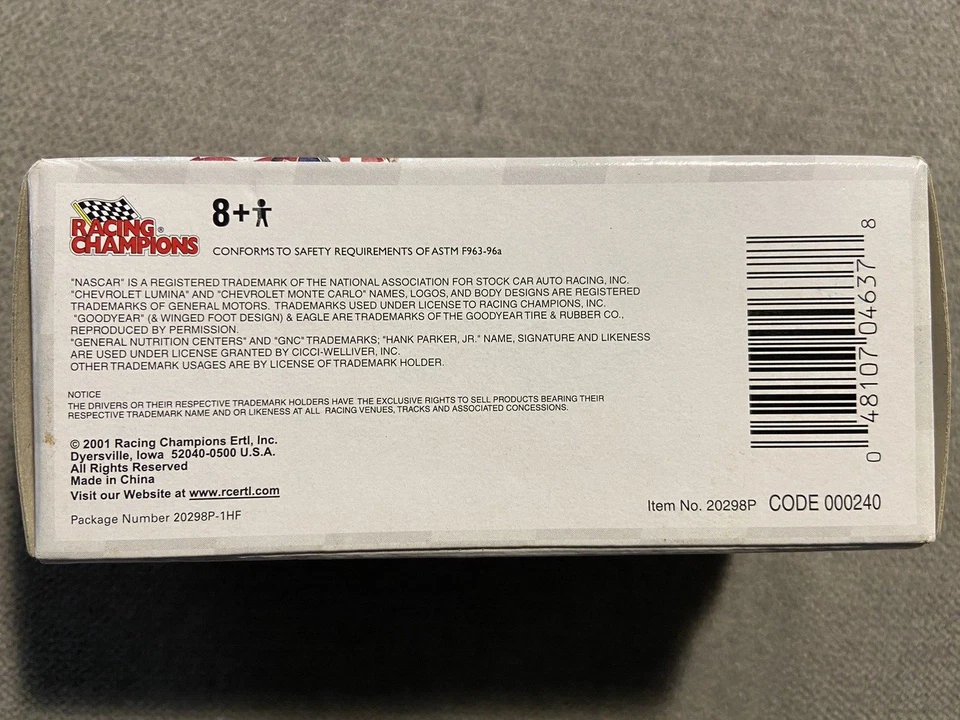 RACING®
CHAMPIONS
8+
CONFORMS TO SAFETY REQUIREMENTS OF ASTM F963-96a
"NASCAR" IS A REGISTERED TRADEMARK OF THE NATIONAL ASSOCIATION FOR STOCK CAR AUTO RACING, INC.
"CHEVROLET LUMINA" AND "CHEVROLET MONTE CARLO" NAMES, LOGOS, AND BODY DESIGNS ARE REGISTERED
TRADEMARKS OF GENERAL MOTORS. TRADEMARKS USED UNDER LICENSE TO RACING CHAMPIONS, INC.
"GOODYEAR" (& WINGED FOOT DESIGN) & EAGLE ARE TRADEMARKS OF THE GOODYEAR TIRE & RUBBER CO.,
REPRODUCED BY PERMISSION.
"GENERAL NUTRITION CENTERS" AND "GNC" TRADEMARKS; "HANK PARKER, JR." NAME, SIGNATURE AND LIKENESS
ARE USED UNDER LICENSE GRANTED BY CICCI-WELLIVER, INC.
OTHER TRADEMARK USAGES ARE BY LICENSE OF TRADEMARK HOLDER.
NOTICE
THE DRIVERS OR THEIR RESPECTIVE TRADEMARK HOLDERS HAVE THE EXCLUSIVE RIGHTS TO SELL PRODUCTS BEARING THEIR
RESPECTIVE TRADEMARK NAME AND OR LIKENESS AT ALL RACING VENUES, TRACKS AND ASSOCIATED CONCESSIONS.
© 2001 Racing Champions Ertl, Inc.
Dyersville, Iowa 52040-0500 U.S.A.
All Rights Reserved
Made in China
Visit our Website at www.rcertl.com
Package Number 20298P-1HF
0 48107 04637 8
Item No. 20298P CODE 000240